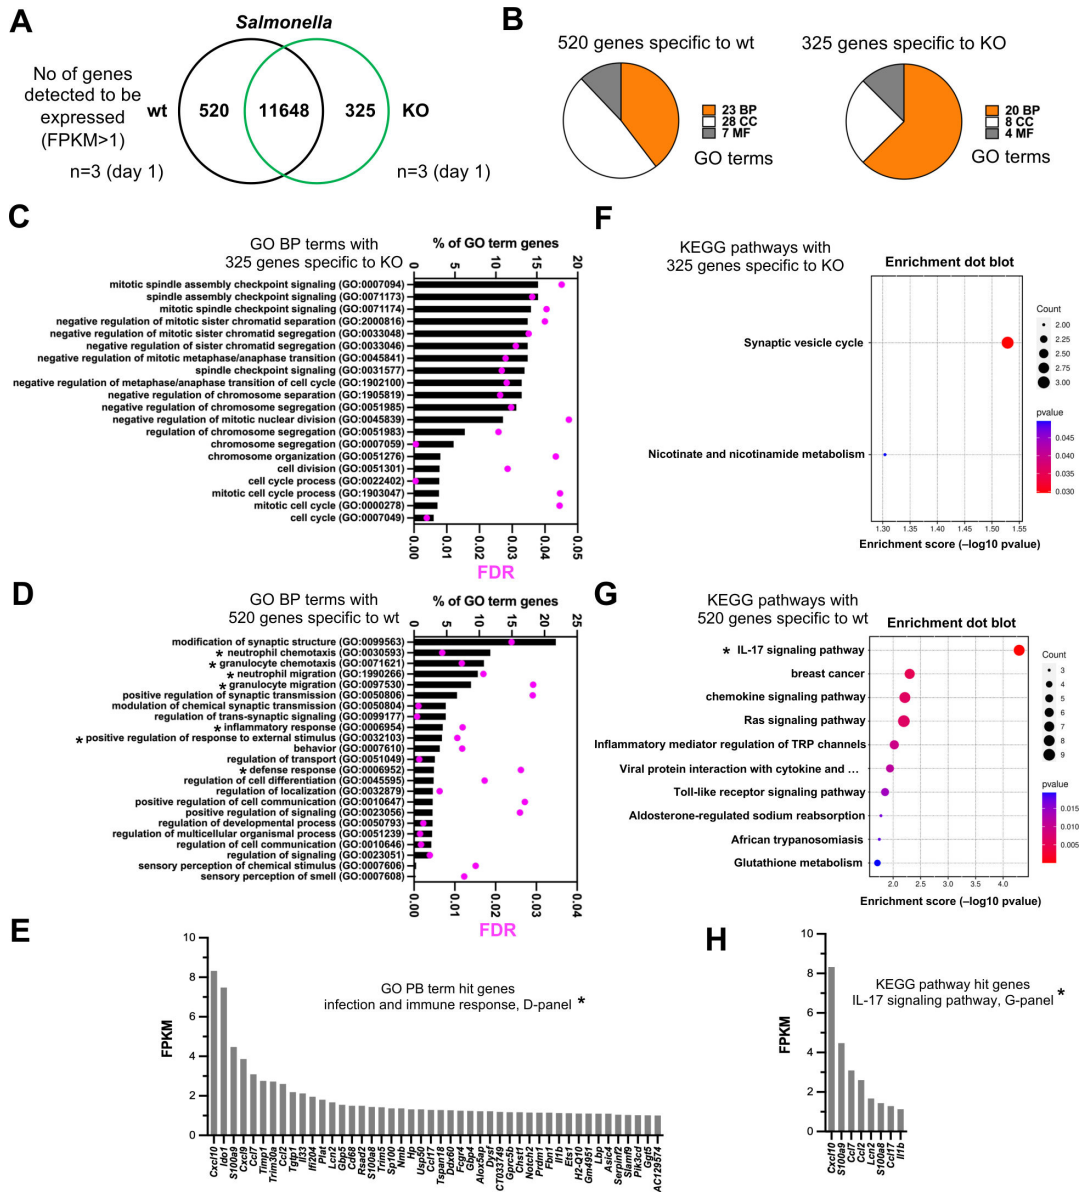 A
Salmonella
No of genes
detected to be
expressed
(FPKM>1)
wt
520
11648
325
KO
n=3 (day 1)
n=3 (day 1)
B
520 genes specific to wt
23 BP
28 CC
7 MF
GO terms
325 genes specific to KO
20 BP
8 CC
4 MF
GO terms
C
GO BP terms with
325 genes specific to KO
% of GO term genes
0 5 10 15 20
mitotic spindle assembly checkpoint signaling (GO:0007094)
spindle assembly checkpoint signaling (GO:0071173)
mitotic spindle checkpoint signaling (GO:0071174)
negative regulation of mitotic sister chromatid separation (GO:2000816)
negative regulation of mitotic sister chromatid segregation (GO:0033048)
negative regulation of sister chromatid segregation (GO:0033046)
negative regulation of mitotic metaphase/anaphase transition (GO:0045841)
spindle checkpoint signaling (GO:0031577)
negative regulation of metaphase/anaphase transition of cell cycle (GO:1902100)
negative regulation of chromosome separation (GO:1905819)
negative regulation of chromosome segregation (GO:0051985)
negative regulation of mitotic nuclear division (GO:0045839)
regulation of chromosome segregation (GO:0051983)
chromosome segregation (GO:0007059)
chromosome organization (GO:0051276)
cell division (GO:0051301)
cell cycle process (GO:0022402)
mitotic cell cycle process (GO:1903047)
mitotic cell cycle (GO:0000278)
cell cycle (GO:0007049)
0.00 0.01 0.02 0.03 0.04 0.05
FDR
F
KEGG pathways with
325 genes specific to KO
Enrichment dot blot
Synaptic vesicle cycle
Nicotinate and nicotinamide metabolism
1.30 1.35 1.40 1.45 1.50 1.55
Enrichment score (−log10 pvalue)
Count
2.00
2.25
2.50
2.75
3.00
pvalue
0.045
0.040
0.035
0.030
D
GO BP terms with
520 genes specific to wt
% of GO term genes
0 5 10 15 20 25
modification of synaptic structure (GO:0099563)
* neutrophil chemotaxis (GO:0030593)
* granulocyte chemotaxis (GO:0071621)
* neutrophil migration (GO:1990266)
* granulocyte migration (GO:0097530)
positive regulation of synaptic transmission (GO:0050806)
modulation of chemical synaptic transmission (GO:0050804)
regulation of trans-synaptic signaling (GO:0099177)
* inflammatory response (GO:0006954)
* positive regulation of response to external stimulus (GO:0032103)
behavior (GO:0007610)
regulation of transport (GO:0051049)
* defense response (GO:0006952)
regulation of cell differentiation (GO:0045595)
regulation of localization (GO:0032879)
positive regulation of cell communication (GO:0010647)
positive regulation of signaling (GO:0023056)
regulation of developmental process (GO:0050793)
regulation of multicellular organismal process (GO:0051239)
regulation of cell communication (GO:0010646)
regulation of signaling (GO:0023051)
sensory perception of chemical stimulus (GO:0007606)
sensory perception of smell (GO:0007608)
0.00 0.01 0.02 0.03 0.04
FDR
G
KEGG pathways with
520 genes specific to wt
Enrichment dot blot
* IL-17 signaling pathway
breast cancer
chemokine signaling pathway
Ras signaling pathway
Inflammatory mediator regulation of TRP channels
Viral protein interaction with cytokine and ...
Toll-like receptor signaling pathway
Aldosterone-regulated sodium reabsorption
African trypanosomiasis
Glutathione metabolism
2.0 2.5 3.0 3.5 4.0
Enrichment score (−log10 pvalue)
Count
3
4
5
6
7
8
9
pvalue
0.015
0.010
0.005
E
FPKM
10
8
6
4
2
0
GO PB term hit genes
infection and immune response, D-panel *
Cxcl10 Ido1 S100a9 Cxcl9 Ccl7 Timp1 Trim30a Ccl2 Tgtp1 Il33 Ifi204 Plat Lcn2 Gbp5 Cd68 Rsad2 S100a8 Trim5 Sp100 Nmb Hp Usp50 Ccl17 Tspan18 Ddx60 Fcgr4 Gbp4 Alox5ap Dysf CT033749 Gprc5b Chst1 Notch2 Prdm1 Fbn1 Il1b Ets1 H2-Q10 Gm4951 Lbp Asic4 Serpinf2 Slamf9 Pik3cd Ggt5 AC129574
H
FPKM
10
8
6
4
2
0
KEGG pathway hit genes
IL-17 signaling pathway, G-panel *
Cxcl10 S100a9 Ccl7 Ccl2 Lcn2 S100a8 Ccl17 Il1b